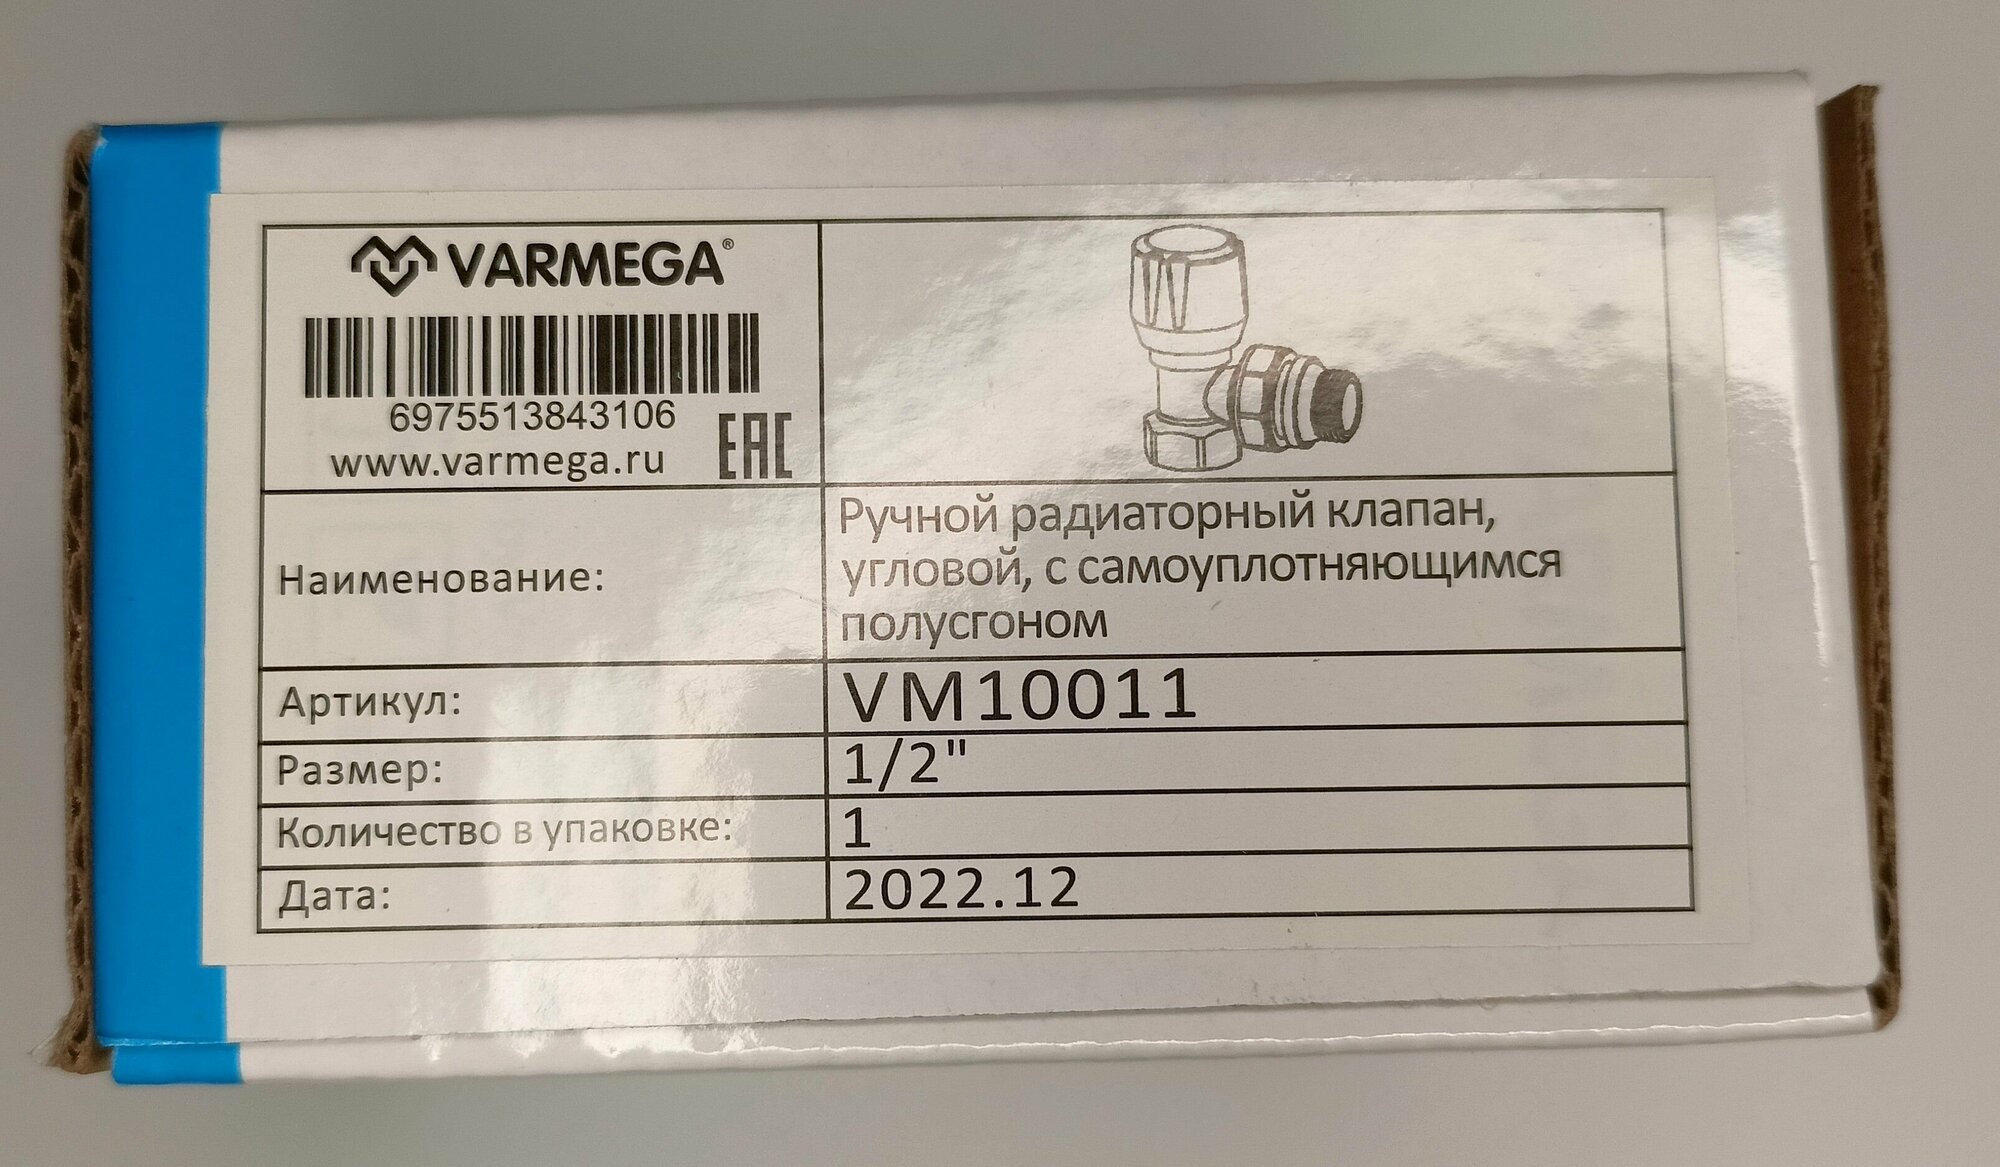 VARMEGA®
6975513843106
www.varmega.ru
EAC
Наименование:
Ручной радиаторный клапан,
угловой, с самоуплотняющимся
полусгоном
Артикул: VM10011
Размер: 1/2"
Количество в упаковке: 1
Дата: 2022.12